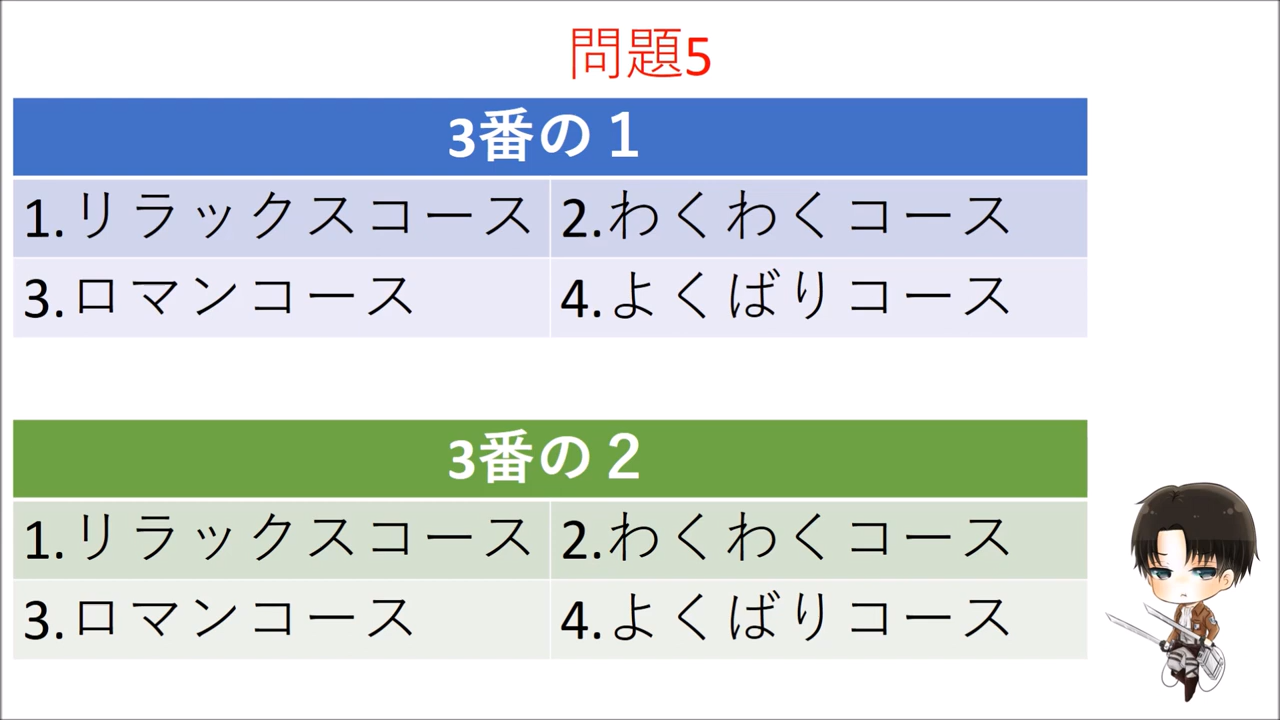 問題5
3番の１
1.リラックスコース 2.わくわくコース
3.ロマンコース 4.よくばりコース
3番の２
1.リラックスコース 2.わくわくコース
3.ロマンコース 4.よくばりコース